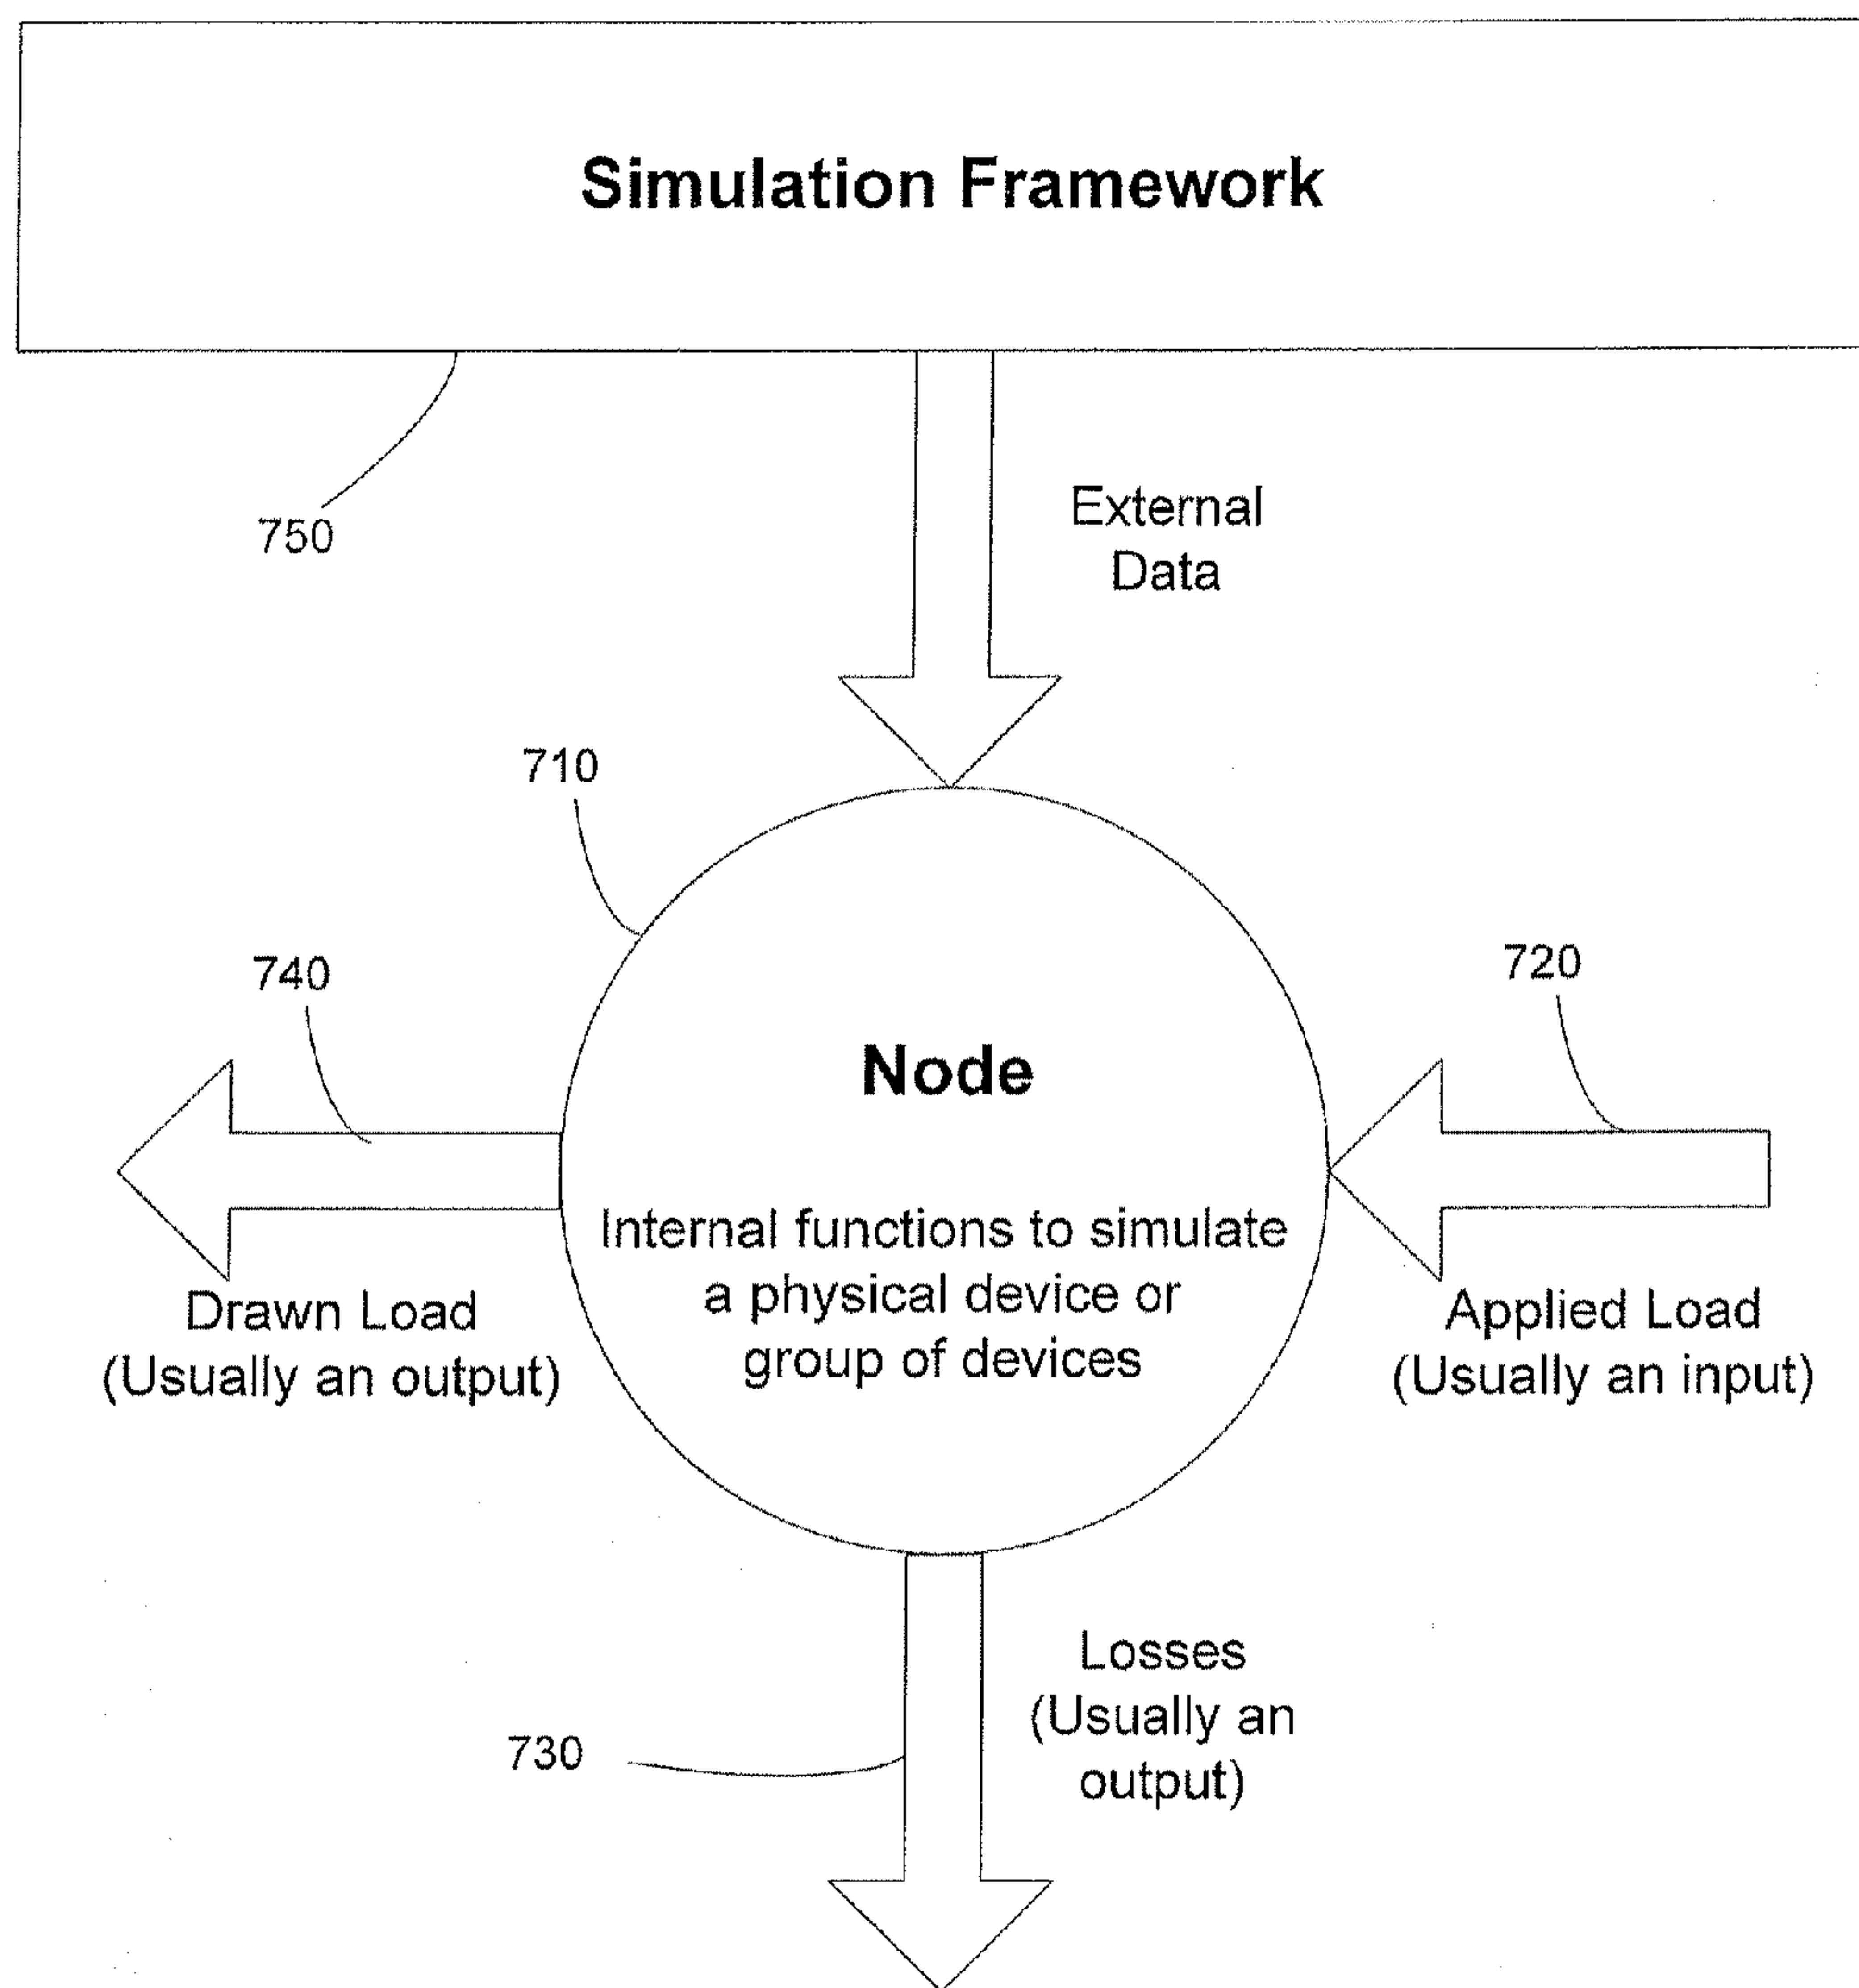 Simulation Framework
750
External
Data
710
740
720
Node
Internal functions to simulate
a physical device or
group of devices
Drawn Load
(Usually an output)
Applied Load
(Usually an input)
Losses
(Usually an
output)
730